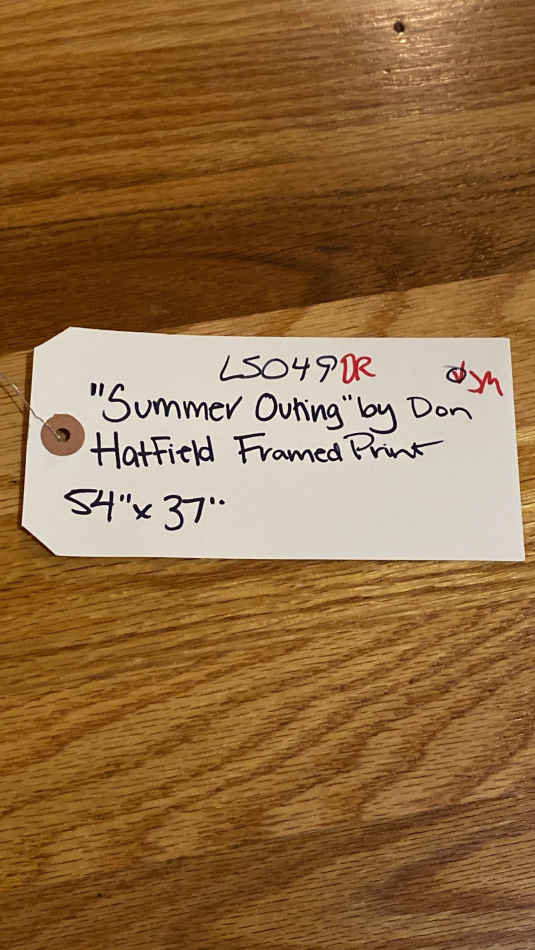 LS049DR
"Summer Outing" by Don
Hatfield Framed Print
54" x 37"